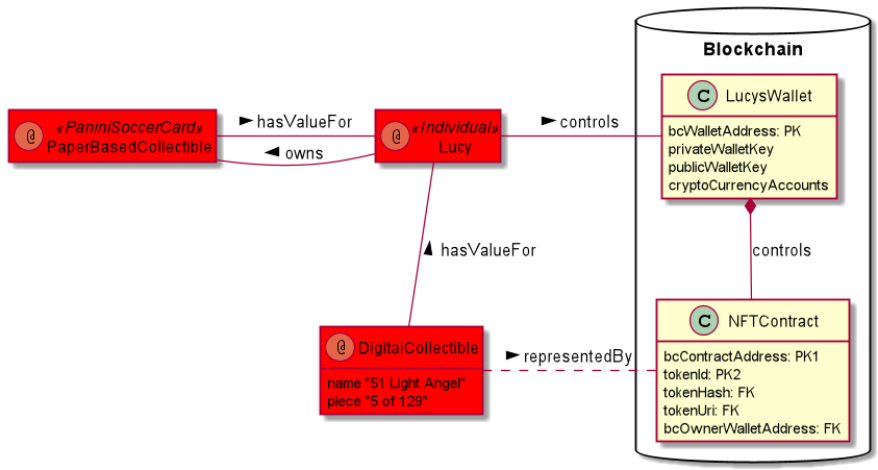 Blockchain
C LucysWallet
bcWalletAddress: PK
privateWalletKey
publicWalletKey
cryptoCurrencyAccounts
@ «PaniniSoccerCard»
PaperBasedCollectible
► hasValueFor
◄ owns
@ «Individual»
Lucy
► controls
controls
▲ hasValueFor
@ DigitalCollectible
name "51 Light Angel"
piece "5 of 129"
► representedBy
C NFTContract
bcContractAddress: PK1
tokenId: PK2
tokenHash: FK
tokenUri: FK
bcOwnerWalletAddress: FK